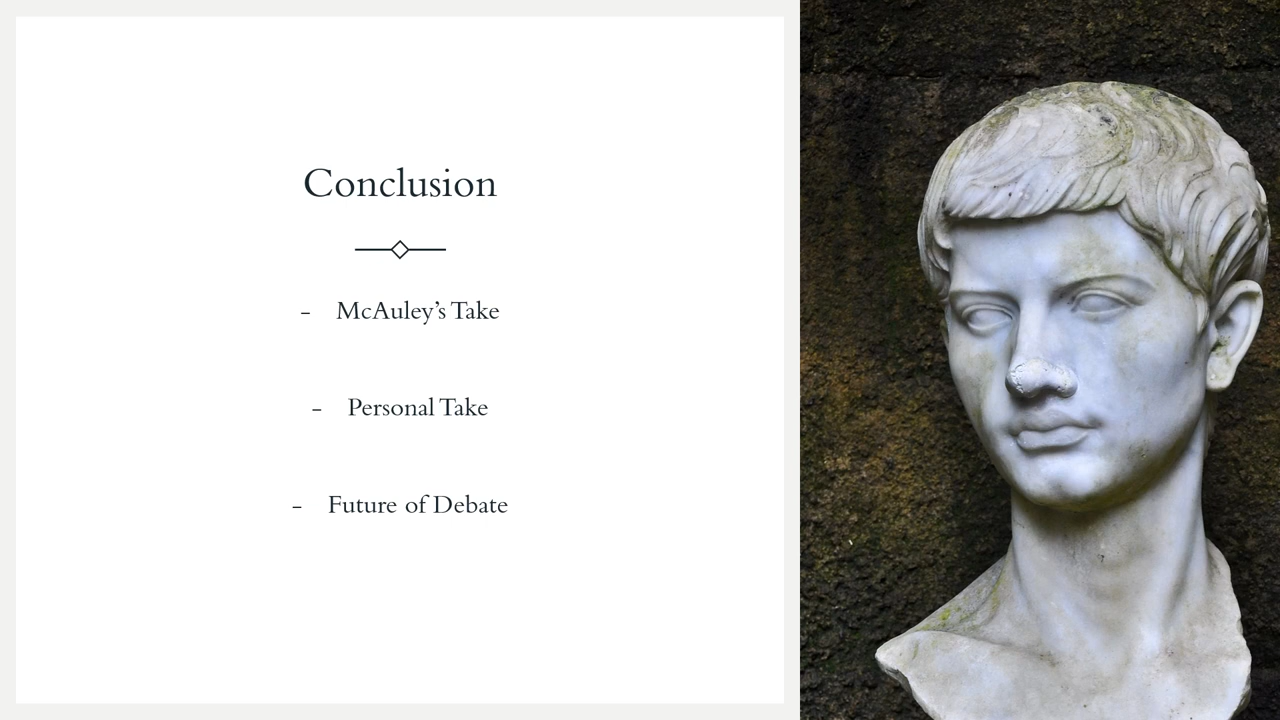 Conclusion
- McAuley’s Take
- Personal Take
- Future of Debate